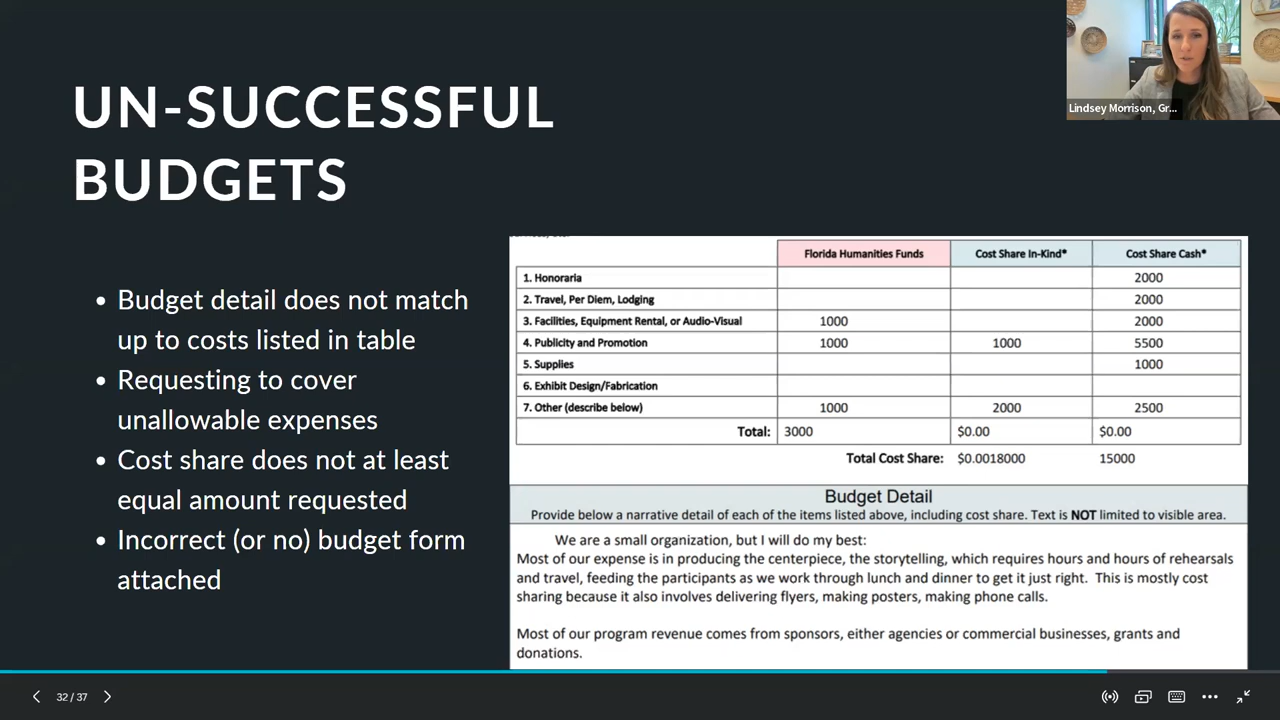 Lindsey Morrison, Gr...
UN-SUCCESSFUL
BUDGETS
• Budget detail does not match
up to costs listed in table
• Requesting to cover
unallowable expenses
• Cost share does not at least
equal amount requested
• Incorrect (or no) budget form
attached
Florida Humanities Funds Cost Share In-Kind* Cost Share Cash*
1. Honoraria 2000
2. Travel, Per Diem, Lodging 2000
3. Facilities, Equipment Rental, or Audio-Visual 1000 2000
4. Publicity and Promotion 1000 1000 5500
5. Supplies 1000
6. Exhibit Design/Fabrication
7. Other (describe below) 1000 2000 2500
Total: 3000 $0.00 $0.00
Total Cost Share: $0.0018000 15000
Budget Detail
Provide below a narrative detail of each of the items listed above, including cost share. Text is NOT limited to visible area.
We are a small organization, but I will do my best:
Most of our expense is in producing the centerpiece, the storytelling, which requires hours and hours of rehearsals
and travel, feeding the participants as we work through lunch and dinner to get it just right. This is mostly cost
sharing because it also involves delivering flyers, making posters, making phone calls.
Most of our program revenue comes from sponsors, either agencies or commercial businesses, grants and
donations.
32 / 37